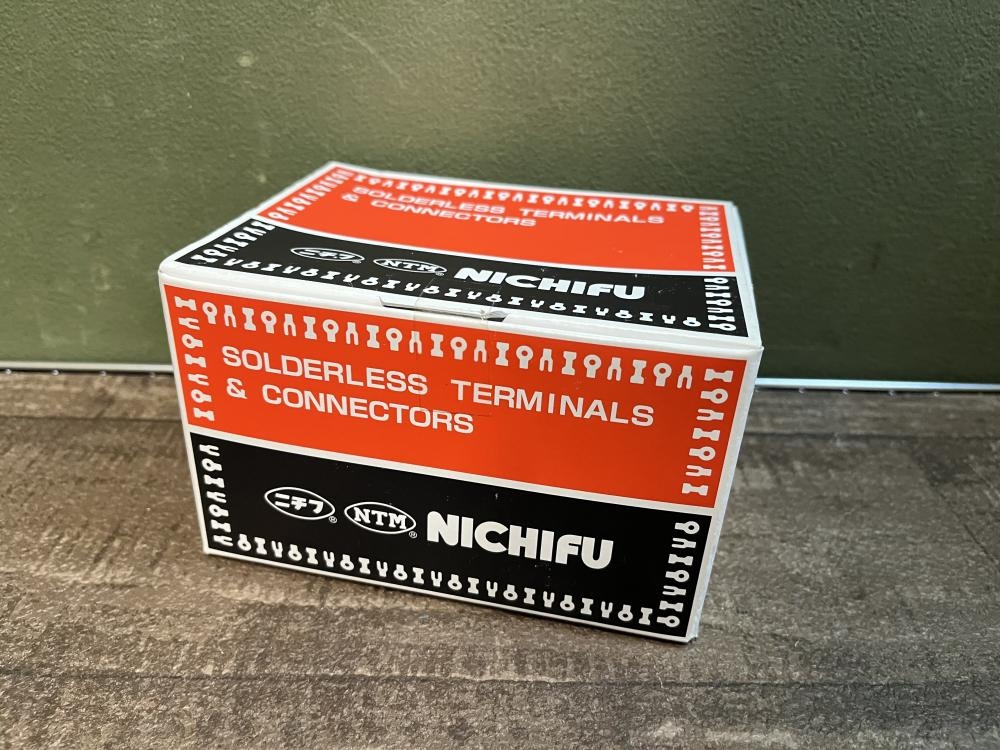 SOLDERLESS TERMINALS
& CONNECTORS
ニチフ® NTM® NICHIFU
SOLDERLESS TERMINALS
& CONNECTORS
ニチフ® NTM® NICHIFU